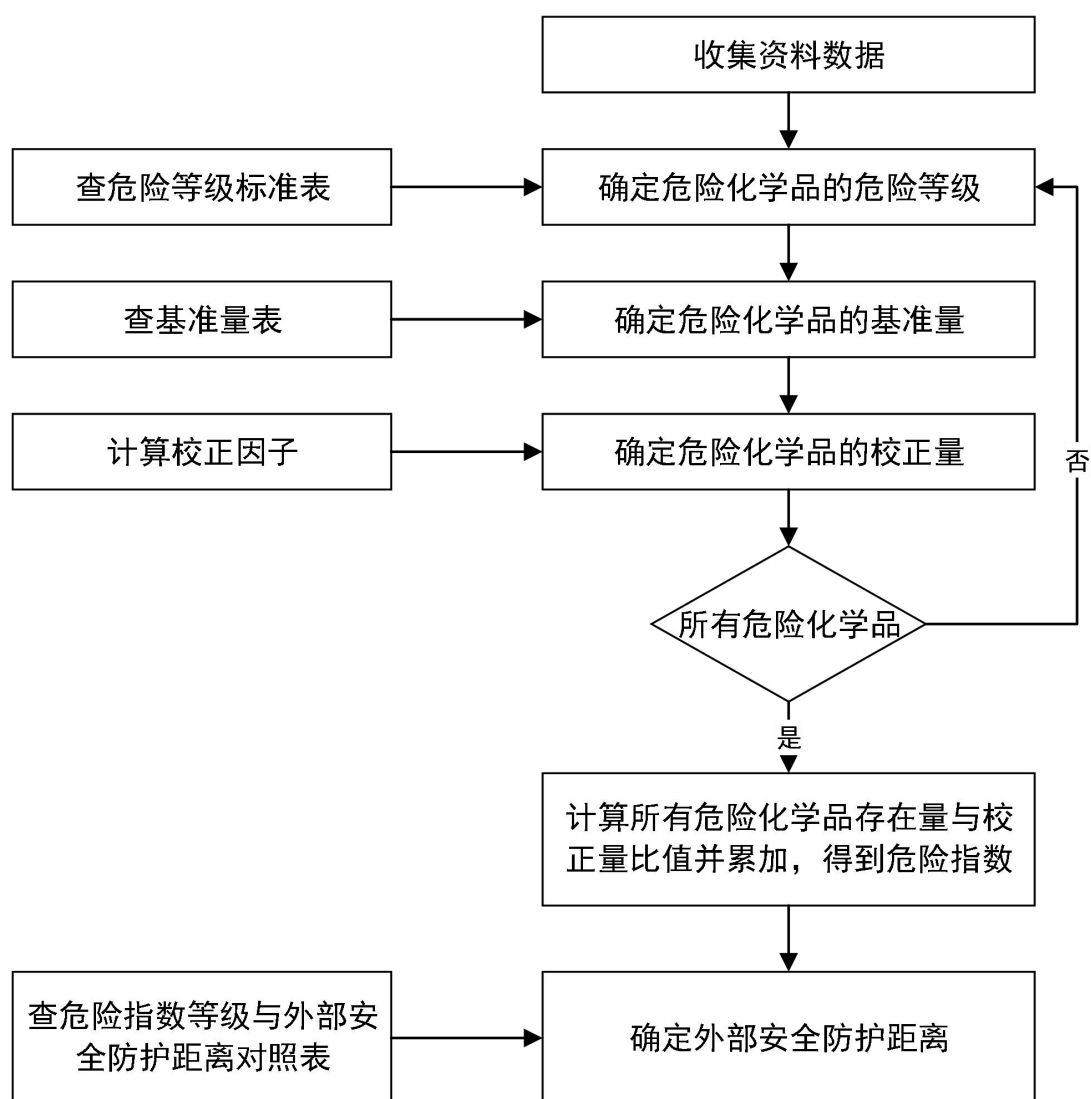 收集资料数据
查危险等级标准表
确定危险化学品的危险等级
查基准量表
确定危险化学品的基准量
计算校正因子
确定危险化学品的校正量
否
所有危险化学品
是
计算所有危险化学品存在量与校
正量比值并累加，得到危险指数
查危险指数等级与外部安
全防护距离对照表
确定外部安全防护距离